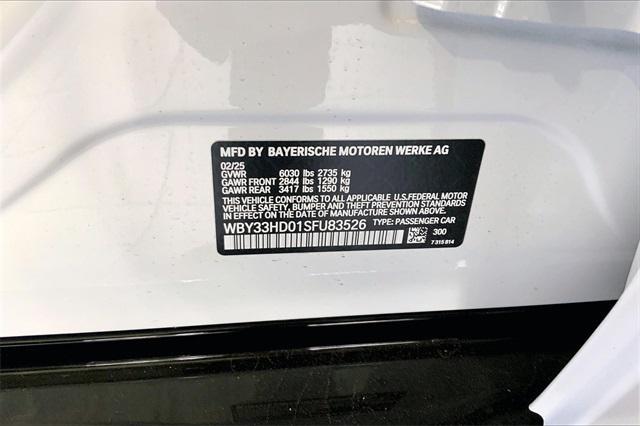 MFD BY BAYERISCHE MOTOREN WERKE AG
02/25
GVWR 6030 lbs 2735 kg
GAWR FRONT 2844 lbs 1290 kg
GAWR REAR 3417 lbs 1550 kg
THIS VEHICLE CONFORMS TO ALL APPLICABLE U.S.FEDERAL MOTOR
VEHICLE SAFETY, BUMPER, AND THEFT PREVENTION STANDARDS IN
EFFECT ON THE DATE OF MANUFACTURE SHOWN ABOVE.
WBY33HD01SFU83526 TYPE: PASSENGER CAR
300
7 315 814